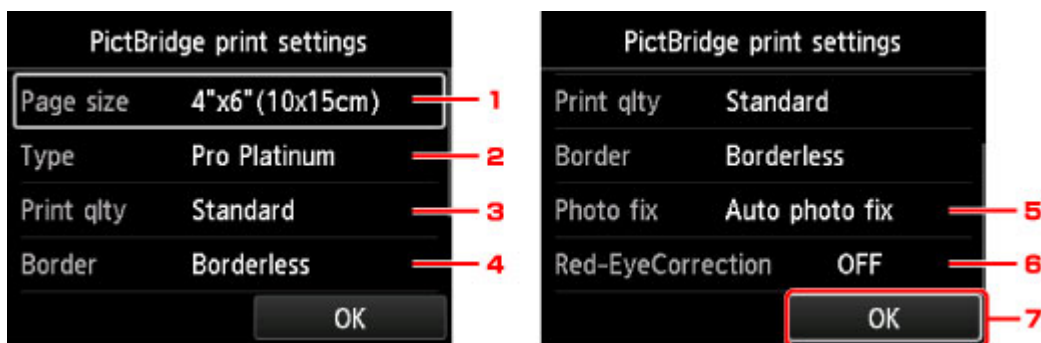 PictBridge print settings
Page size 4"x6"(10x15cm) 1
Type Pro Platinum 2
Print qlty Standard 3
Border Borderless 4
OK
PictBridge print settings
Print qlty Standard
Border Borderless
Photo fix Auto photo fix 5
Red-EyeCorrection OFF 6
OK 7